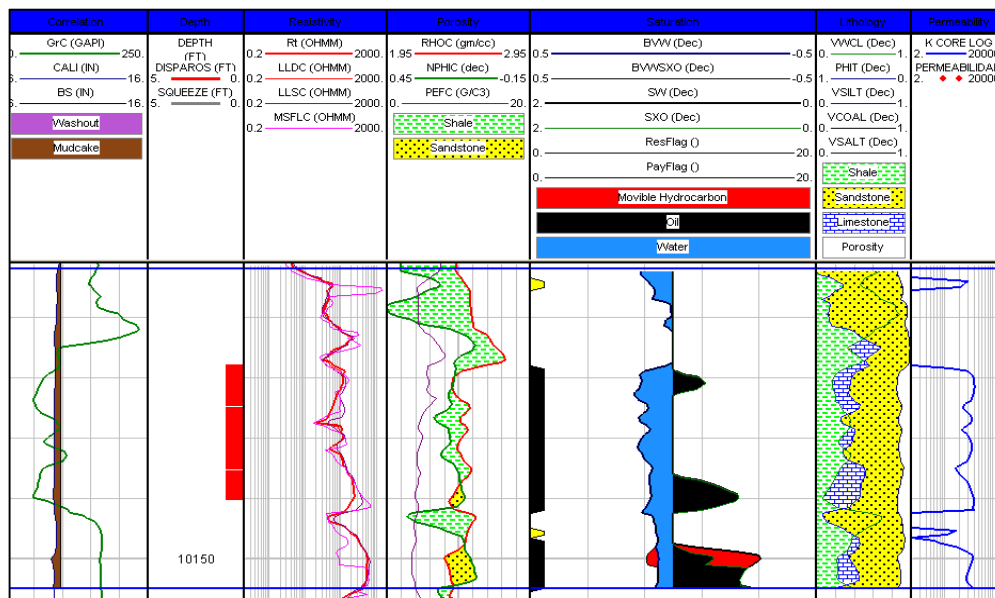 Correlation Depth Resistivity Porosity Saturation Lithology Permeability
GrC (GAPI)
0. 250.
CALI (IN)
6. 16.
BS (IN)
6. 16.
Washout
Mudcake
DEPTH
(FT)
DISPAROS (FT)
5. 0.
SQUEEZE (FT)
5. 0.
Rt (OHMM)
0.2 2000.
LLDC (OHMM)
0.2 2000.
LLSC (OHMM)
0.2 2000.
MSFLC (OHMM)
0.2 2000.
RHOC (gm/cc)
1.95 2.95
NPHIC (dec)
0.45 -0.15
PEFC (G/C3)
0. 20.
Shale
Sandstone
BVW (Dec)
0.5 -0.5
BVWSXO (Dec)
0.5 -0.5
SW (Dec)
2. 0.
SXO (Dec)
2. 0.
ResFlag ()
0. 20.
PayFlag ()
0. 20.
Movible Hydrocarbon
Oil
Water
VWCL (Dec)
0. 1.
PHIT (Dec)
1. 0.
VSILT (Dec)
0. 1.
VCOAL (Dec)
0. 1.
VSALT (Dec)
0. 1.
Shale
Sandstone
Limestone
Porosity
K CORE LOG
2. 20000
PERMEABILIDAD
2. 20000
10150